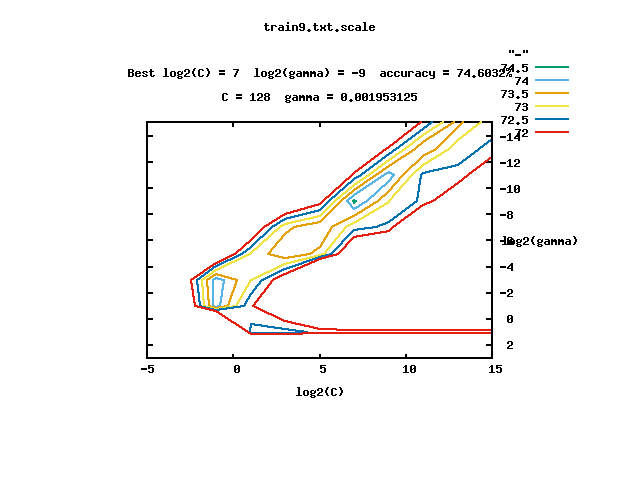 train9.txt.scale
"-"
Best log2(C) = 7 log2(gamma) = -9 accuracy = 74.6032%
74.5
74
C = 128 gamma = 0.001953125
73.5
73
72.5
72
-14
-12
-10
-8
-6
log2(gamma)
-4
-2
0
2
-5 0 5 10 15
log2(C)